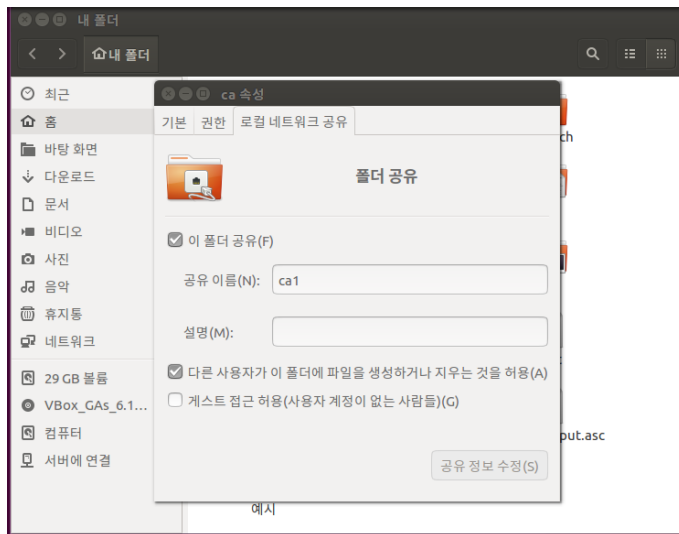 내 폴더
내 폴더
최근
홈
바탕 화면
다운로드
문서
비디오
사진
음악
휴지통
네트워크
29 GB 볼륨
VBox_GAs_6.1...
컴퓨터
서버에 연결
ca 속성
기본 권한 로컬 네트워크 공유
폴더 공유
이 폴더 공유(F)
공유 이름(N): ca1
설명(M):
다른 사용자가 이 폴더에 파일을 생성하거나 지우는 것을 허용(A)
게스트 접근 허용(사용자 계정이 없는 사람들)(G)
공유 정보 수정(S)
ch
put.asc
예시